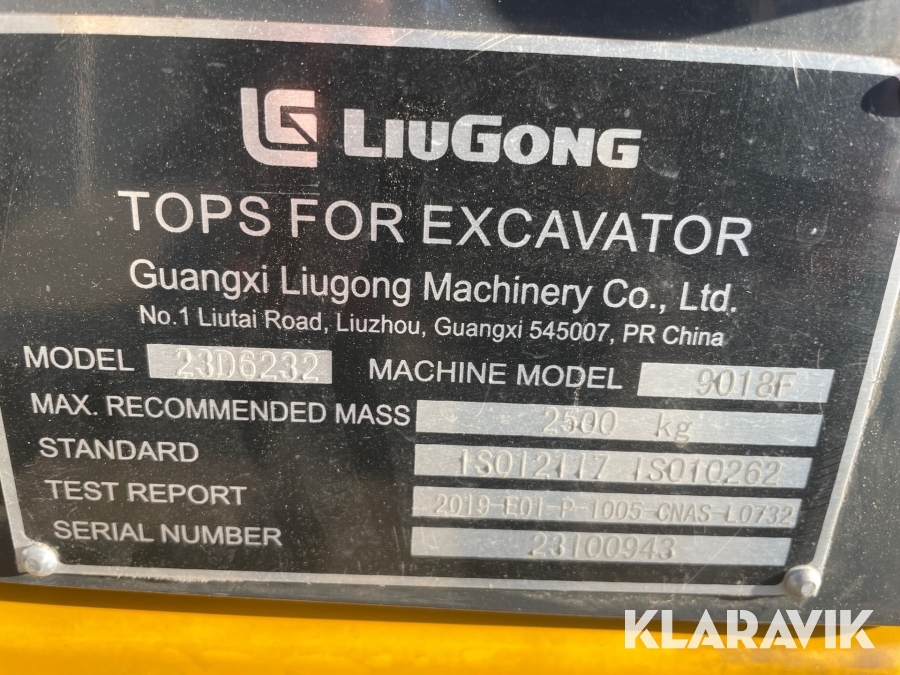 LG LIUGONG
TOPS FOR EXCAVATOR
Guangxi Liugong Machinery Co., Ltd.
No.1 Liutai Road, Liuzhou, Guangxi 545007, PR China
MODEL 23D6232 MACHINE MODEL 9018F
MAX. RECOMMENDED MASS 2500 kg
STANDARD ISO12117 ISO10262
TEST REPORT 2019-E01-P-1005-CNAS-L0732
SERIAL NUMBER 23100943
KLARAVIK